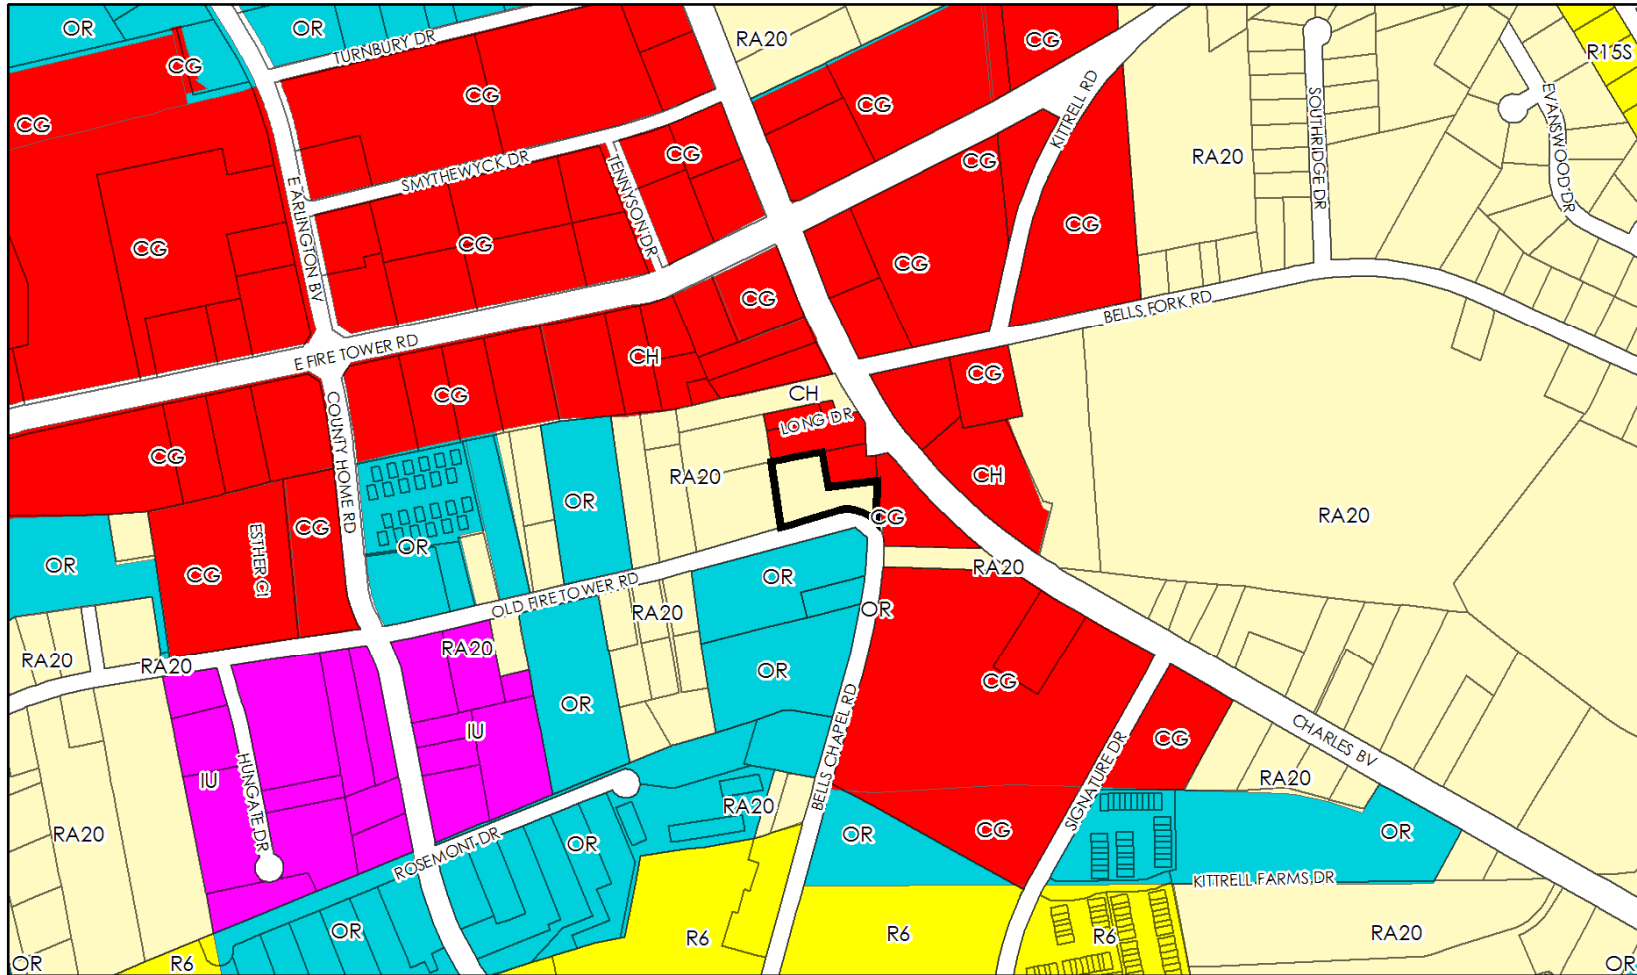 OR
OR
TURNBURY DR
RA20
CG
R15S
CG
CG
CG
CG
KITTRELL RD
SOUTHRIDGE DR
EVANSWOOD DR
CG
SMYTHEWYCK DR
TENNYSON DR
CG
CG
RA20
E ARLINGTON BV
CG
CG
CG
CG
CG
BELLS FORK RD
E FIRE TOWER RD
CH
CG
CG
CH
COUNTY HOME RD
LONG DR
CG
RA20
CH
OR
RA20
CG
CG
ESTHER CI
OR
OR
CG
OR
RA20
OLD FIRE TOWER RD
RA20
OR
RA20
RA20
RA20
OR
OR
CG
IU
BELLS CHAPEL RD
CG
CHARLES BV
IU
HUNGATE DR
SIGNATURE DR
RA20
RA20
RA20
ROSEMONT DR
OR
OR
CG
OR
KITTRELL FARMS DR
OR
R6
R6
R6
RA20
OR
R6
OR